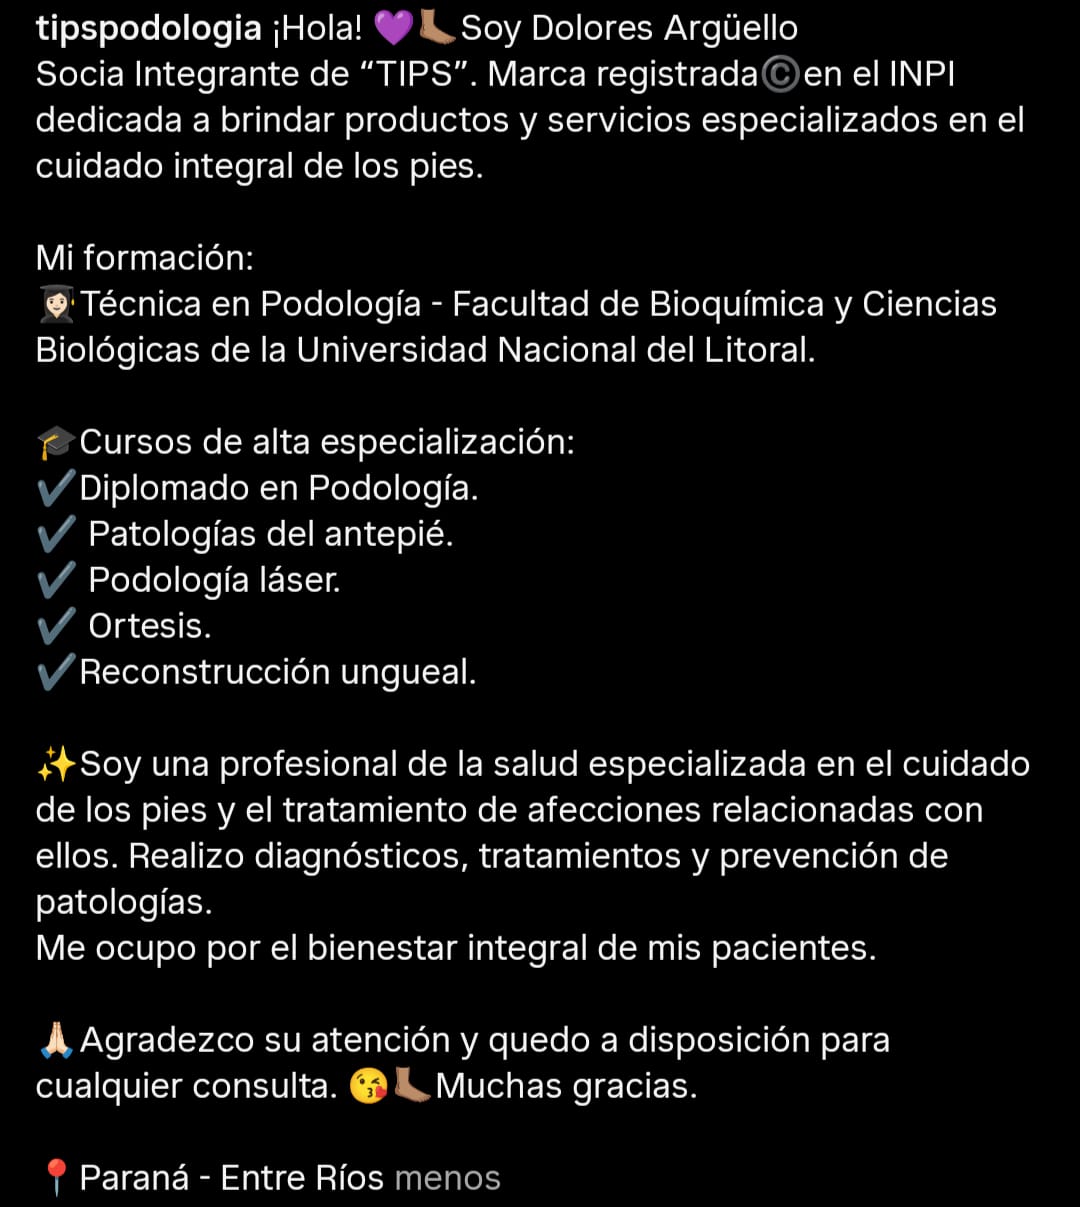 tipspodologia ¡Hola! 💜🦶🏽Soy Dolores Argüello
Socia Integrante de “TIPS”. Marca registrada©️en el INPI
dedicada a brindar productos y servicios especializados en el
cuidado integral de los pies.
Mi formación:
👩🏻‍🎓Técnica en Podología - Facultad de Bioquímica y Ciencias
Biológicas de la Universidad Nacional del Litoral.
🎓Cursos de alta especialización:
✔️Diplomado en Podología.
✔️ Patologías del antepié.
✔️ Podología láser.
✔️ Ortesis.
✔️Reconstrucción ungueal.
✨Soy una profesional de la salud especializada en el cuidado
de los pies y el tratamiento de afecciones relacionadas con
ellos. Realizo diagnósticos, tratamientos y prevención de
patologías.
Me ocupo por el bienestar integral de mis pacientes.
🙏🏻Agradezco su atención y quedo a disposición para
cualquier consulta. 😘🦶🏽Muchas gracias.
📍Paraná - Entre Ríos menos